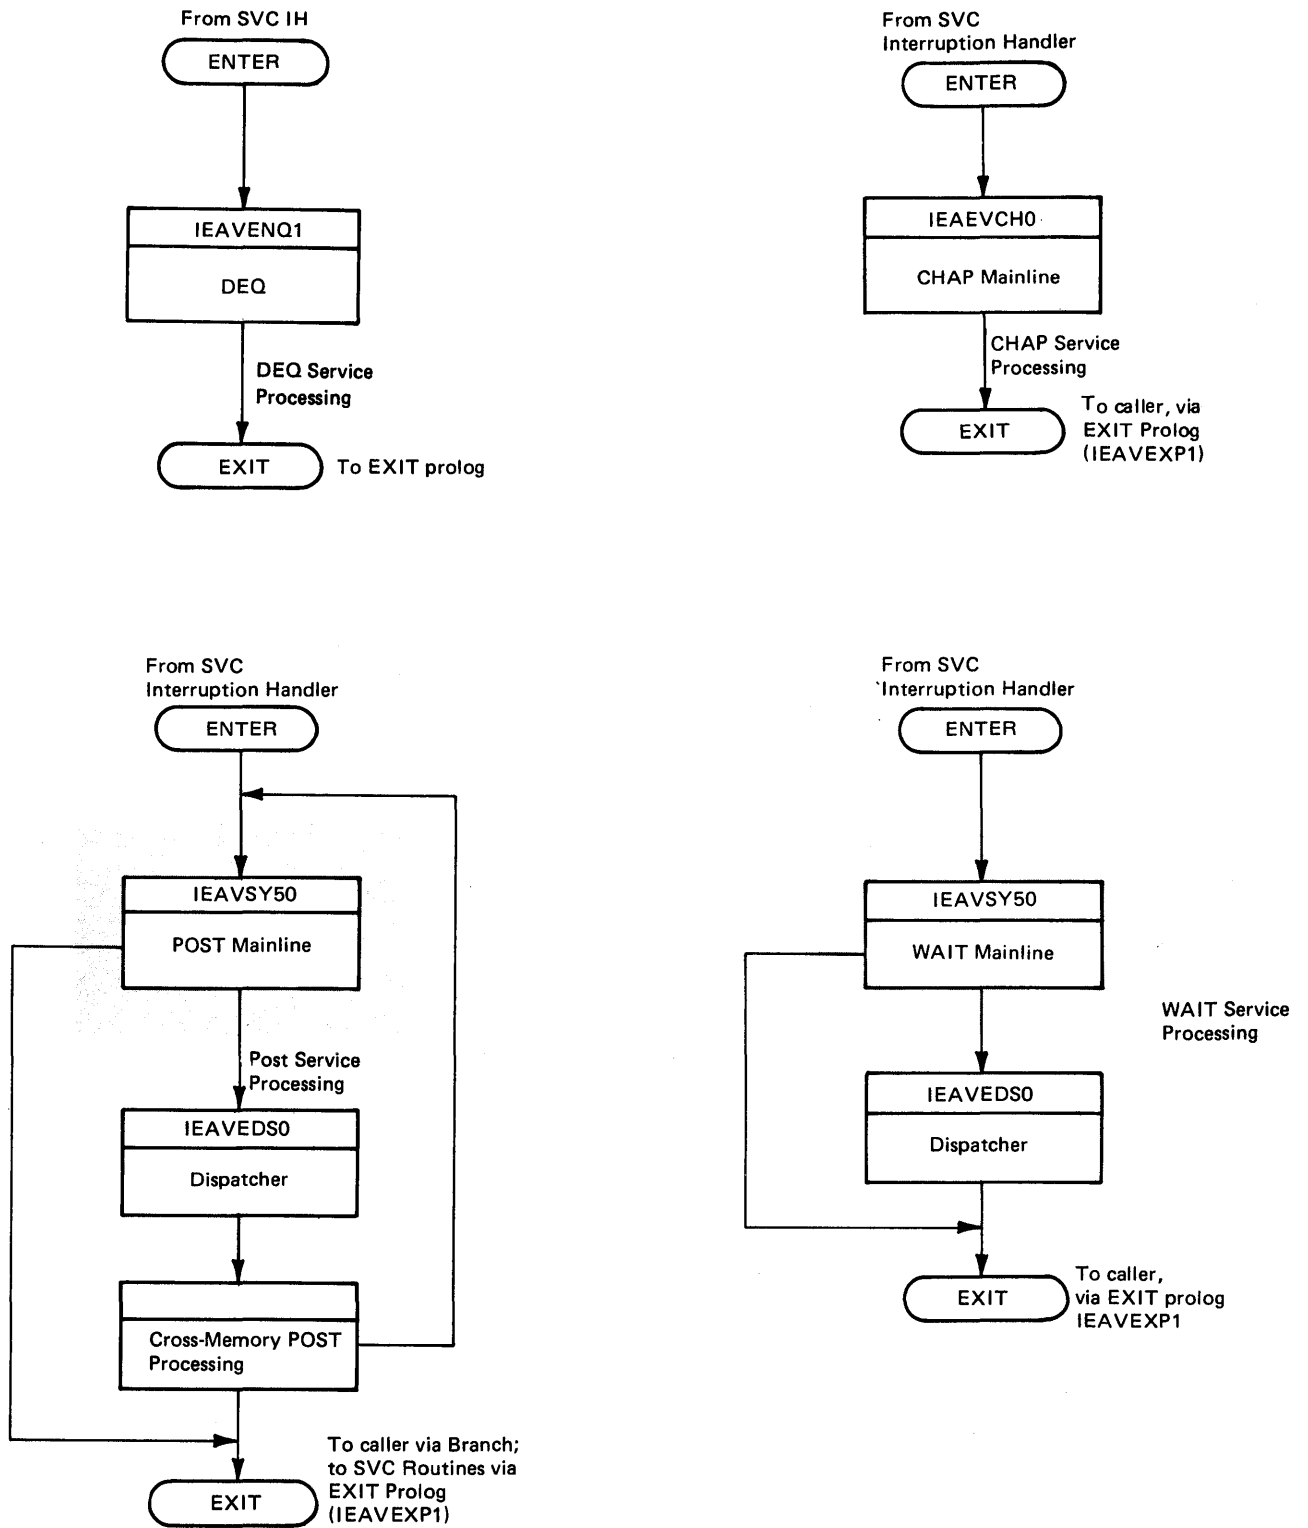 From SVC IH
ENTER
IEAVENQ1
DEQ
DEQ Service
Processing
EXIT
To EXIT prolog
From SVC
Interruption Handler
ENTER
IEAEVCH0
CHAP Mainline
CHAP Service
Processing
EXIT
To caller, via
EXIT Prolog
(IEAVEXP1)
From SVC
Interruption Handler
ENTER
IEAVSY50
POST Mainline
Post Service
Processing
IEAVEDS0
Dispatcher
Cross-Memory POST
Processing
EXIT
To caller via Branch;
to SVC Routines via
EXIT Prolog
(IEAVEXP1)
From SVC
Interruption Handler
ENTER
IEAVSY50
WAIT Mainline
WAIT Service
Processing
IEAVEDS0
Dispatcher
EXIT
To caller,
via EXIT prolog
IEAVEXP1